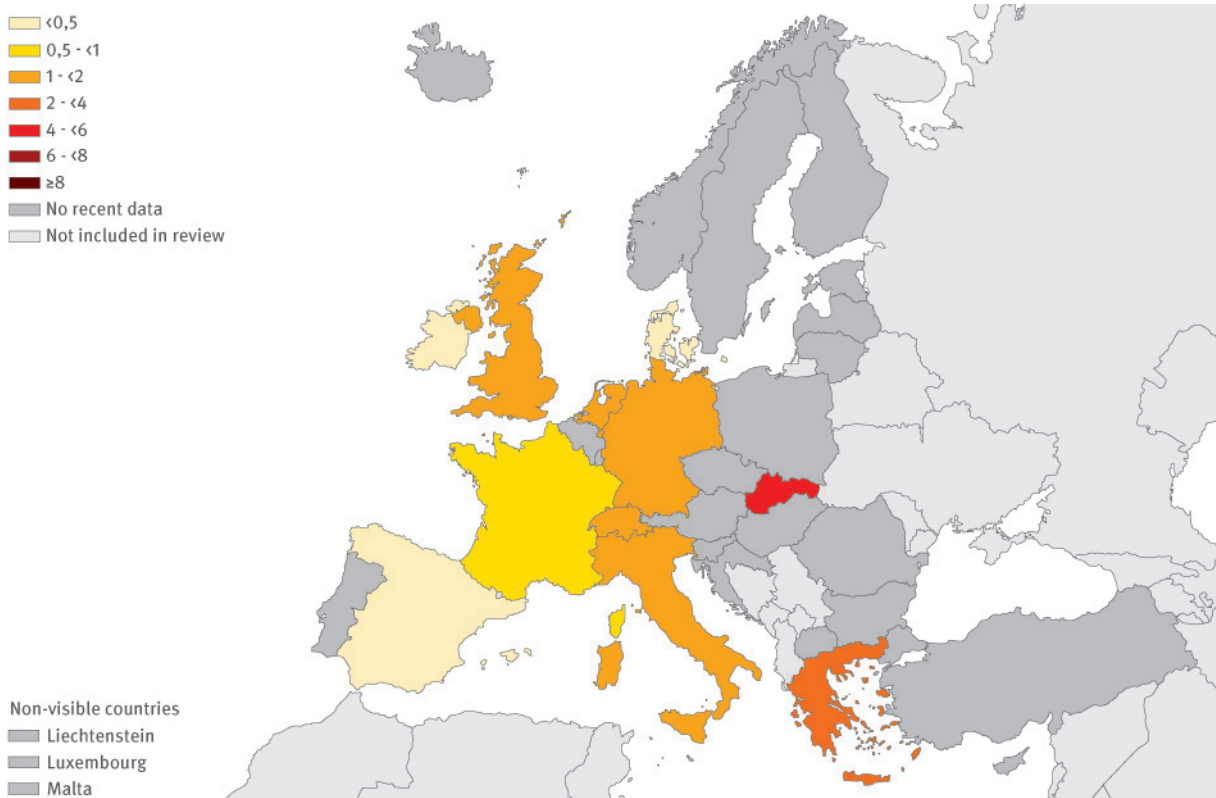 <0,5
0,5 - <1
1 - <2
2 - <4
4 - <6
6 - <8
≥8
No recent data
Not included in review
Non-visible countries
Liechtenstein
Luxembourg
Malta